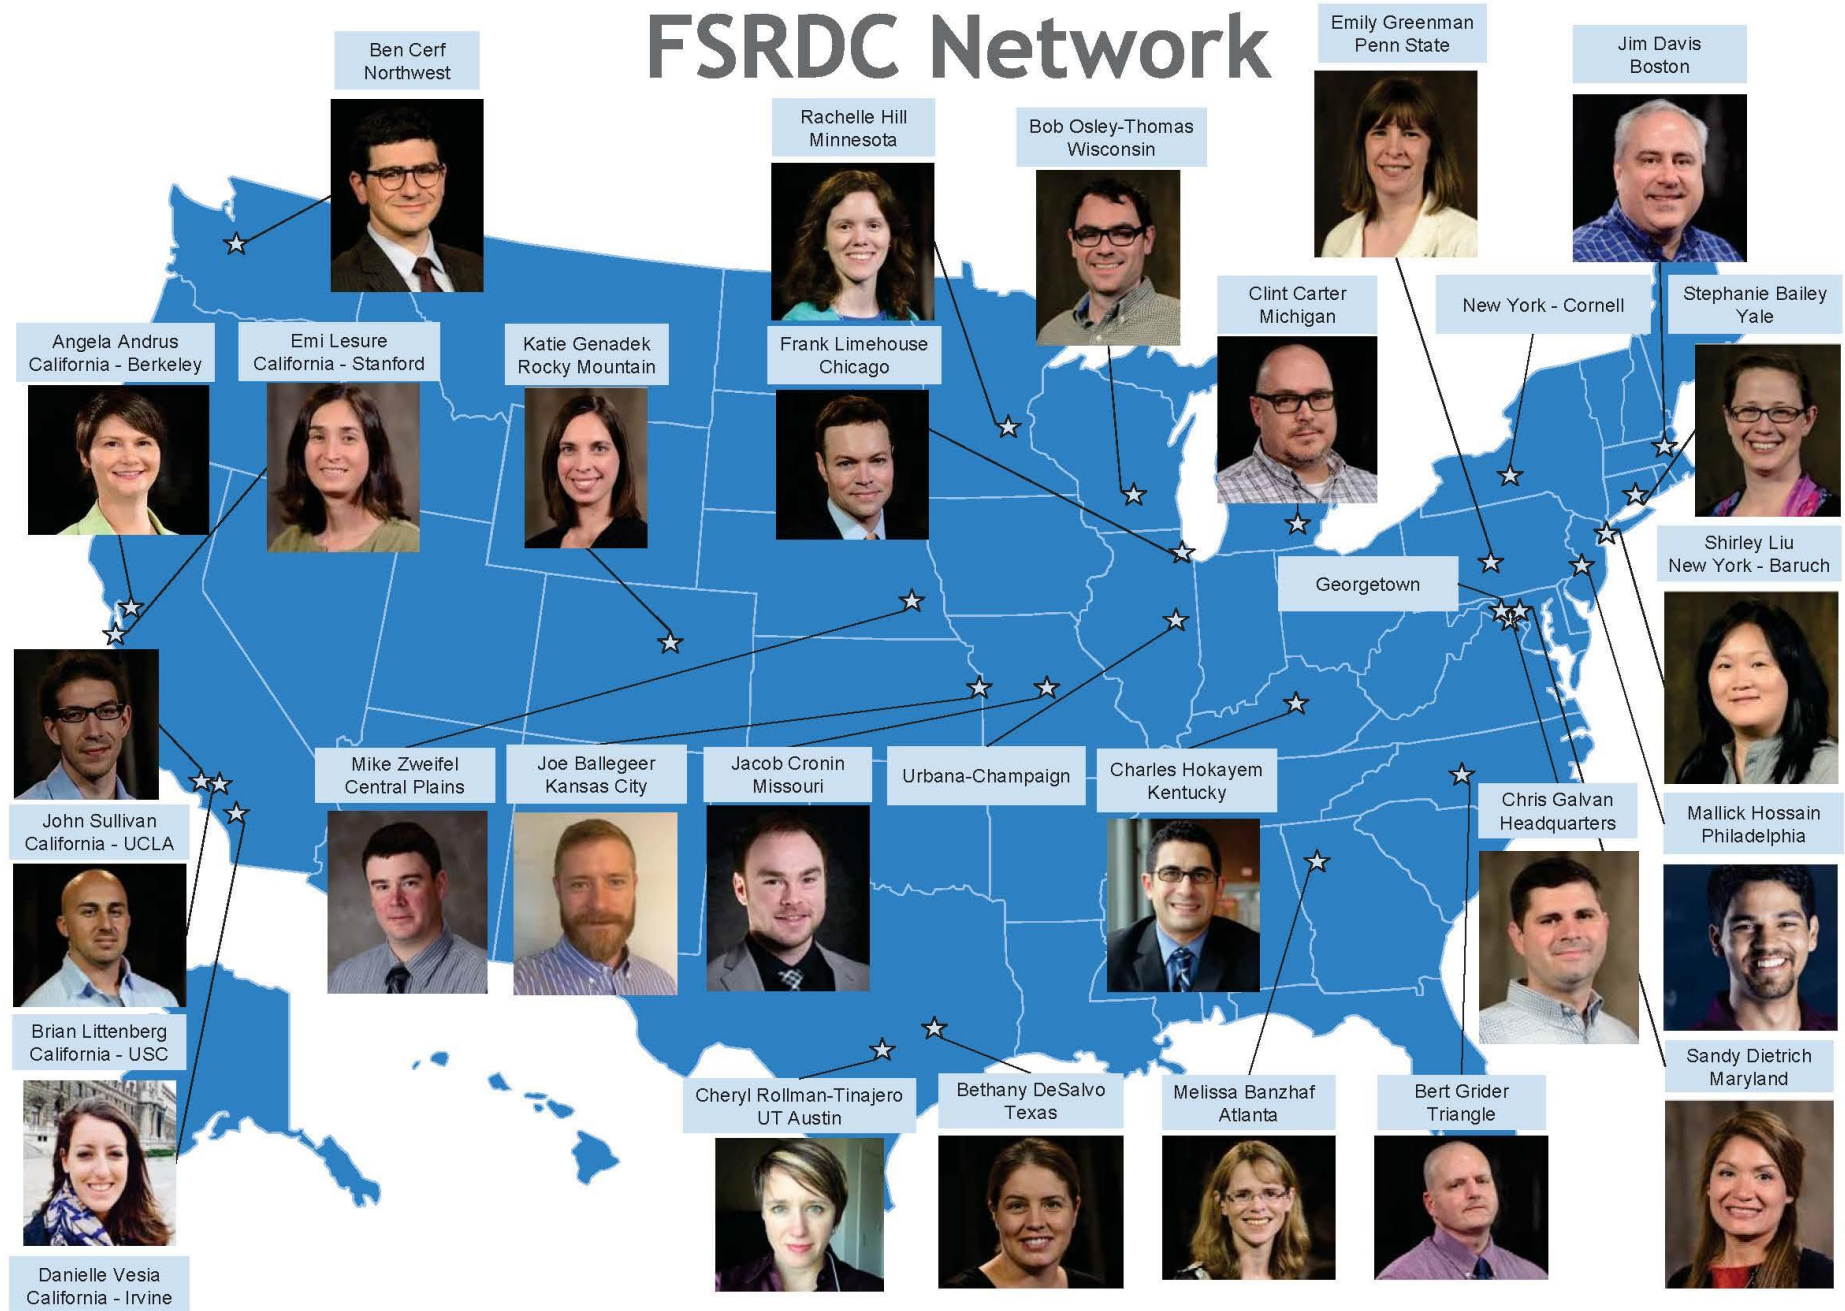 FSRDC Network
Ben Cerf
Northwest
Rachelle Hill
Minnesota
Bob Osley-Thomas
Wisconsin
Emily Greenman
Penn State
Jim Davis
Boston
Clint Carter
Michigan
New York - Cornell
Stephanie Bailey
Yale
Angela Andrus
California - Berkeley
Emi Lesure
California - Stanford
Katie Genadek
Rocky Mountain
Frank Limehouse
Chicago
Georgetown
Shirley Liu
New York - Baruch
John Sullivan
California - UCLA
Mike Zweifel
Central Plains
Joe Ballegeer
Kansas City
Jacob Cronin
Missouri
Urbana-Champaign
Charles Hokayem
Kentucky
Chris Galvan
Headquarters
Mallick Hossain
Philadelphia
Brian Littenberg
California - USC
Cheryl Rollman-Tinajero
UT Austin
Bethany DeSalvo
Texas
Melissa Banzhaf
Atlanta
Bert Grider
Triangle
Sandy Dietrich
Maryland
Danielle Vesia
California - Irvine